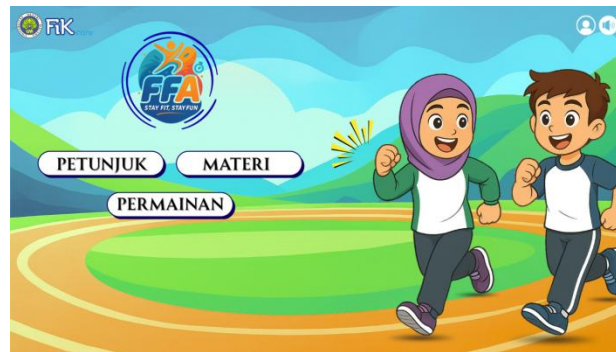 FIK
FFA
STAY FIT, STAY FUN
PETUNJUK
MATERI
PERMAINAN